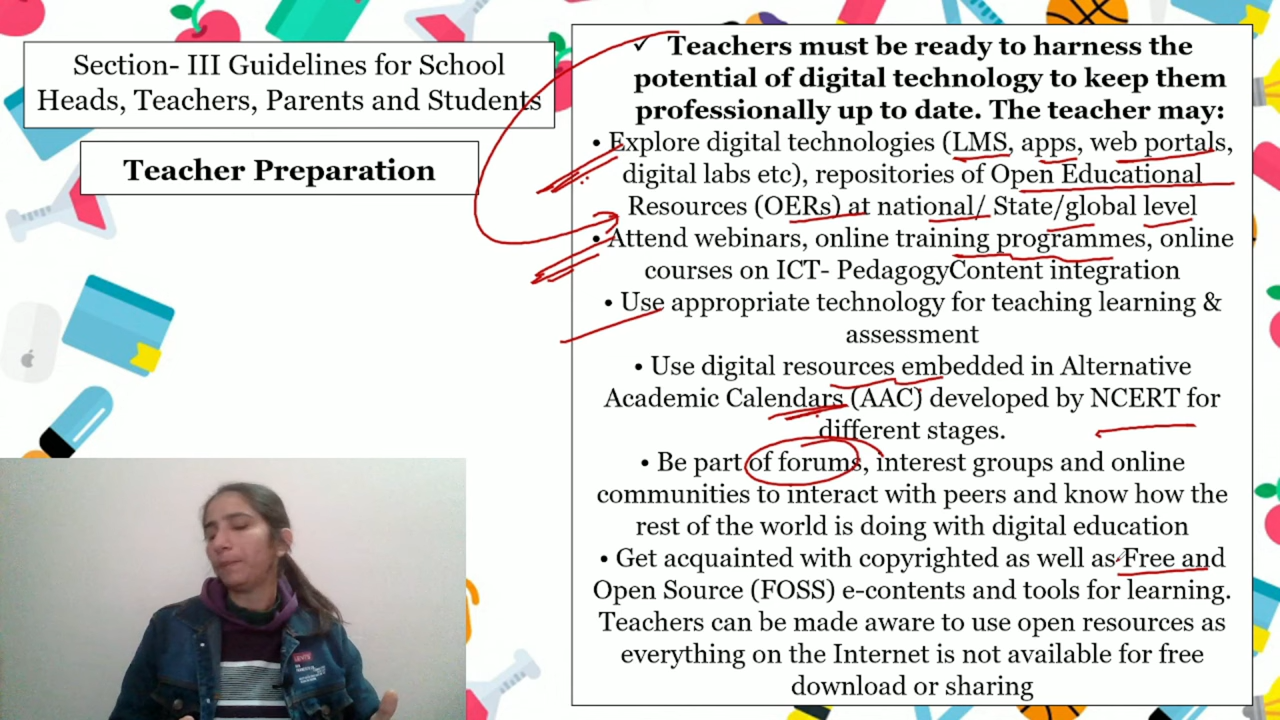 Section- III Guidelines for School
Heads, Teachers, Parents and Students
Teacher Preparation
✓ Teachers must be ready to harness the
potential of digital technology to keep them
professionally up to date. The teacher may:
• Explore digital technologies (LMS, apps, web portals,
digital labs etc), repositories of Open Educational
Resources (OERs) at national/ State/global level
• Attend webinars, online training programmes, online
courses on ICT- PedagogyContent integration
• Use appropriate technology for teaching learning &
assessment
• Use digital resources embedded in Alternative
Academic Calendars (AAC) developed by NCERT for
different stages.
• Be part of forums, interest groups and online
communities to interact with peers and know how the
rest of the world is doing with digital education
• Get acquainted with copyrighted as well as Free and
Open Source (FOSS) e-contents and tools for learning.
Teachers can be made aware to use open resources as
everything on the Internet is not available for free
download or sharing